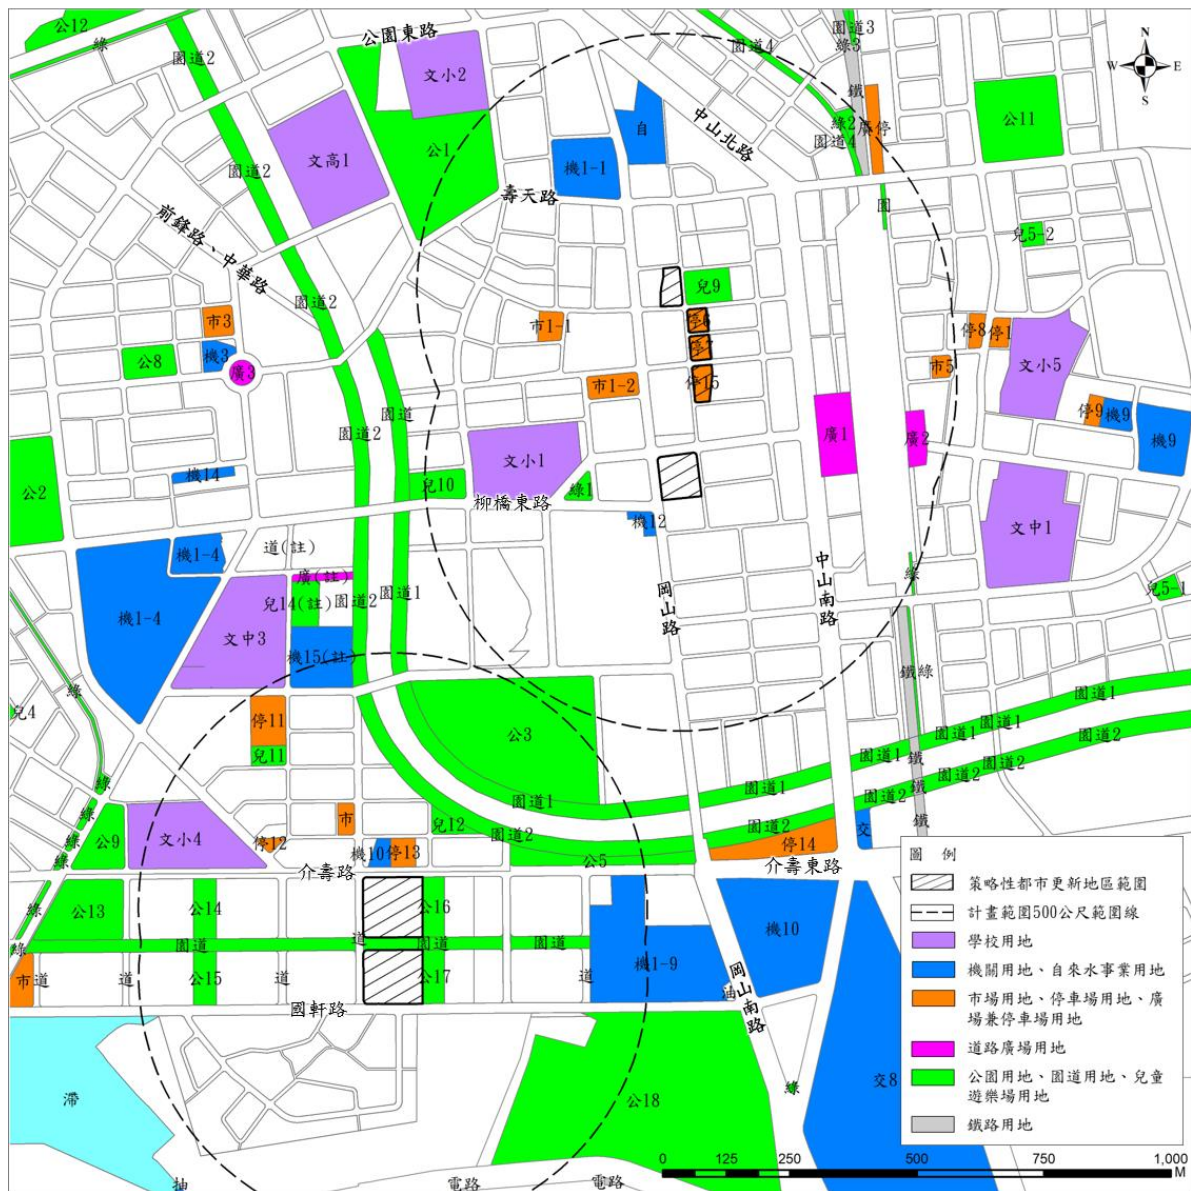 公12
綠
園道2
公園東路
文小2
園道4
園道3
綠3
N
W
E
S
鐵
自
中山北路
綠2
廣停
園道4
公11
文高1
公1
機1-1
園道2
壽天路
園
前鋒路、中華路
兒5-2
兒9
園道2
市3
市1-1
停6
停8
停1
機3
停7
公8
廣3
市5
文小5
市1-2
停15
園道
停9
機9
園道2
廣1
廣2
機9
文小1
機14
公2
兒10
綠1
柳橋東路
機12
文中1
機1-4
道(註)
中山南路
綠
廣(註)
兒14(註)
園道2
園道1
岡山路
兒5-1
機1-4
文中3
機15(註)
鐵綠
綠
兒4
停11
公3
園道1
園道1
園道1
園道1
園道2
兒11
鐵
園道2
園道2
綠
園道1
園道1
鐵
園道2
綠
市
兒12
園道2
園道2
交
鐵
綠
公9
文小4
停12
機10
停13
停14
綠
介壽路
公5
介壽東路
綠
公13
公14
公16
機10
綠
園道
道
園道
園道
市
道
道
公15
道
公17
道
機1-9
油
岡山南路
國軒路
滯
公18
綠
交8
抽
電路
電路
圖 例
策略性都市更新地區範圍
計畫範圍500公尺範圍線
學校用地
機關用地、自來水事業用地
市場用地、停車場用地、廣
場兼停車場用地
道路廣場用地
公園用地、園道用地、兒童
遊樂場用地
鐵路用地
0 125 250 500 750 1,000
M